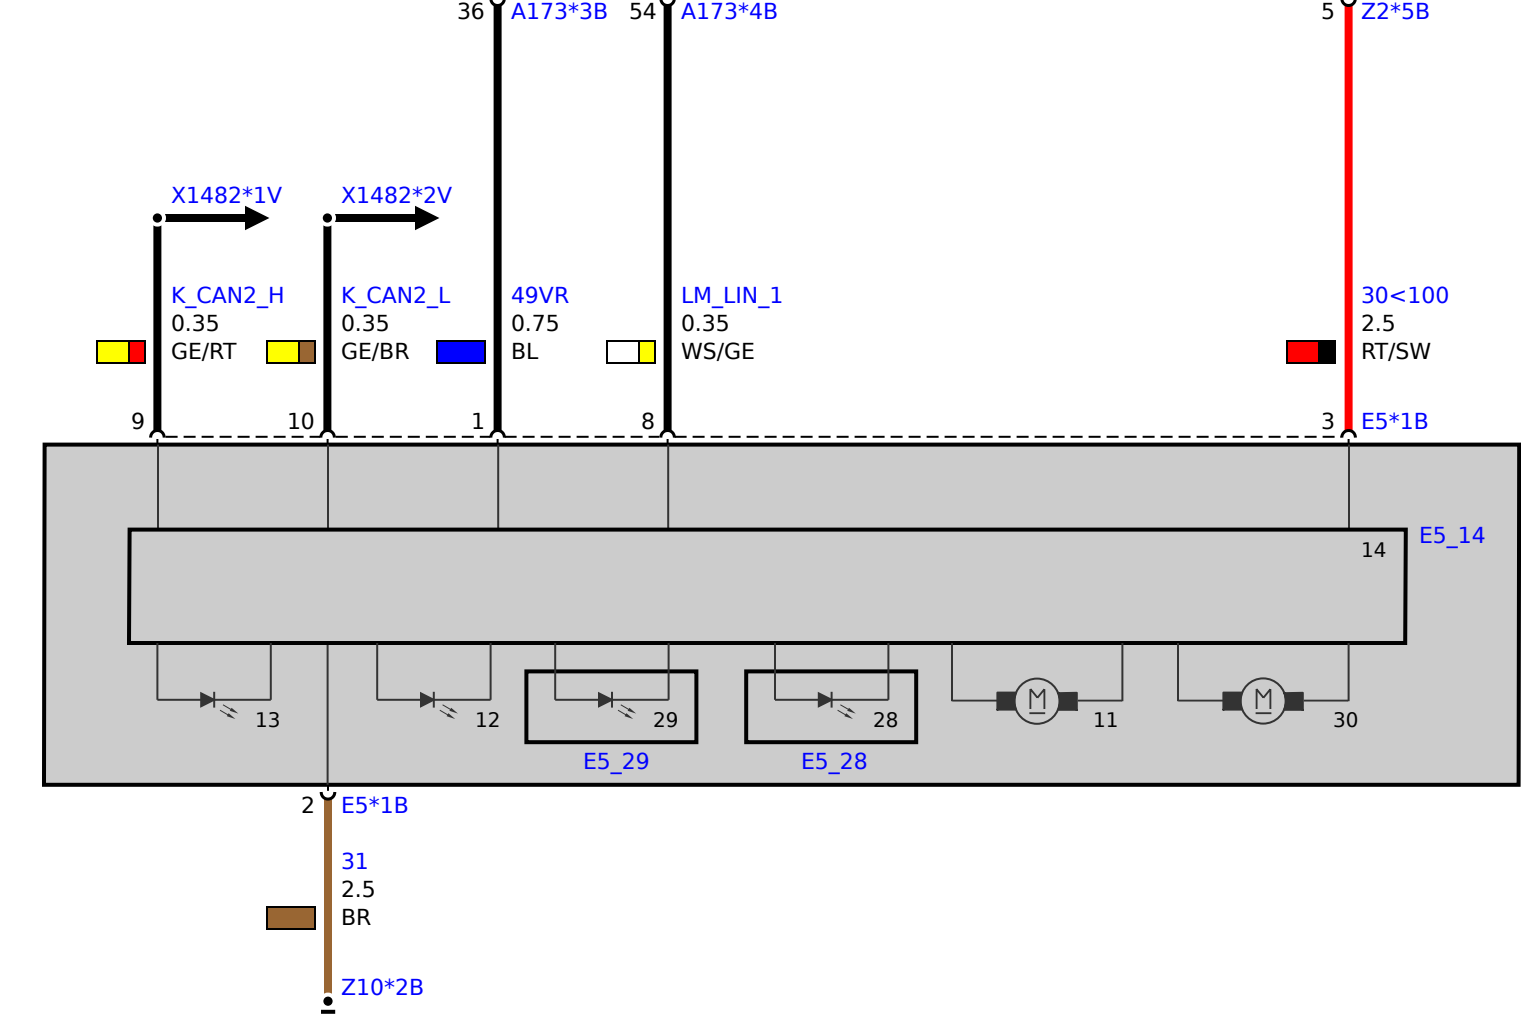 36 A173*3B 54 A173*4B 5 Z2*5B
X1482*1V X1482*2V
K_CAN2_H K_CAN2_L 49VR LM_LIN_1 30<100
0.35 0.35 0.75 0.35 2.5
GE/RT GE/BR BL WS/GE RT/SW
9 10 1 8 3 E5*1B
E5_14
14
M M
13 12 29 28 11 30
E5_29 E5_28
2 E5*1B
31
2.5
BR
Z10*2B